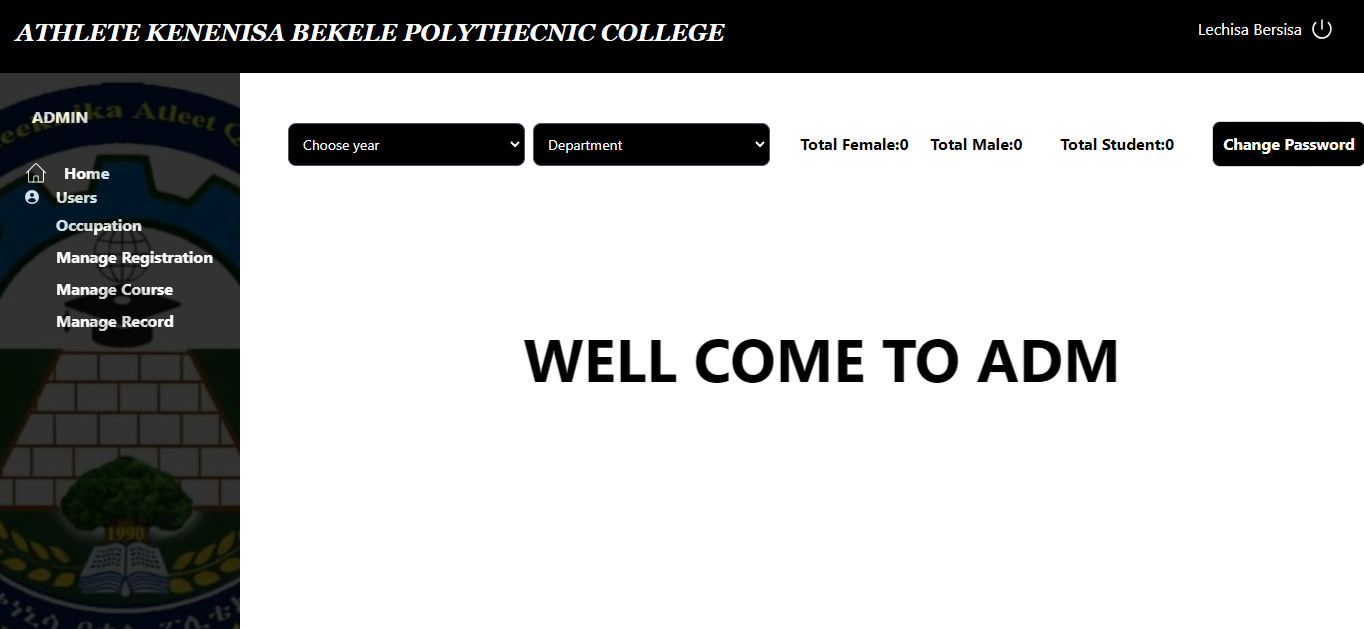 ATHLETE KENENISA BEKELE POLYTHECNIC COLLEGE
Lechisa Bersisa
ADMIN
Home
Users
Occupation
Manage Registration
Manage Course
Manage Record
Choose year
Department
Total Female:0
Total Male:0
Total Student:0
Change Password
WELL COME TO ADM
Atleet
1990